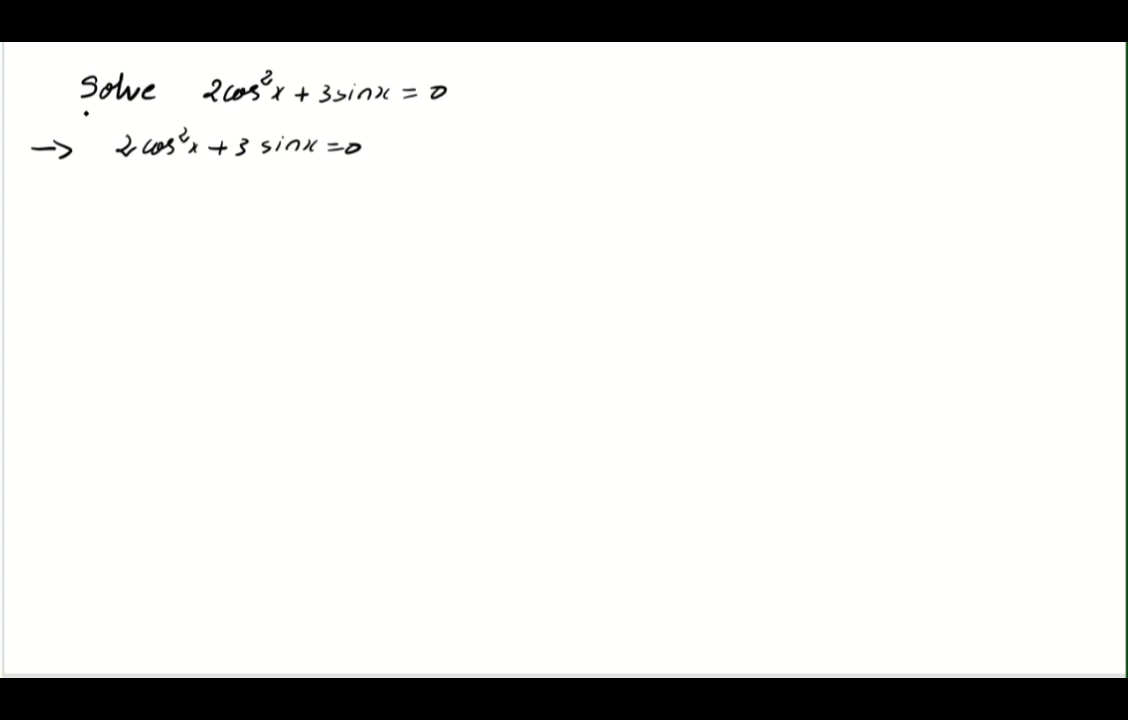 Solve 2cos²x + 3sinx = 0
→ 2cos²x + 3 sinx = 0